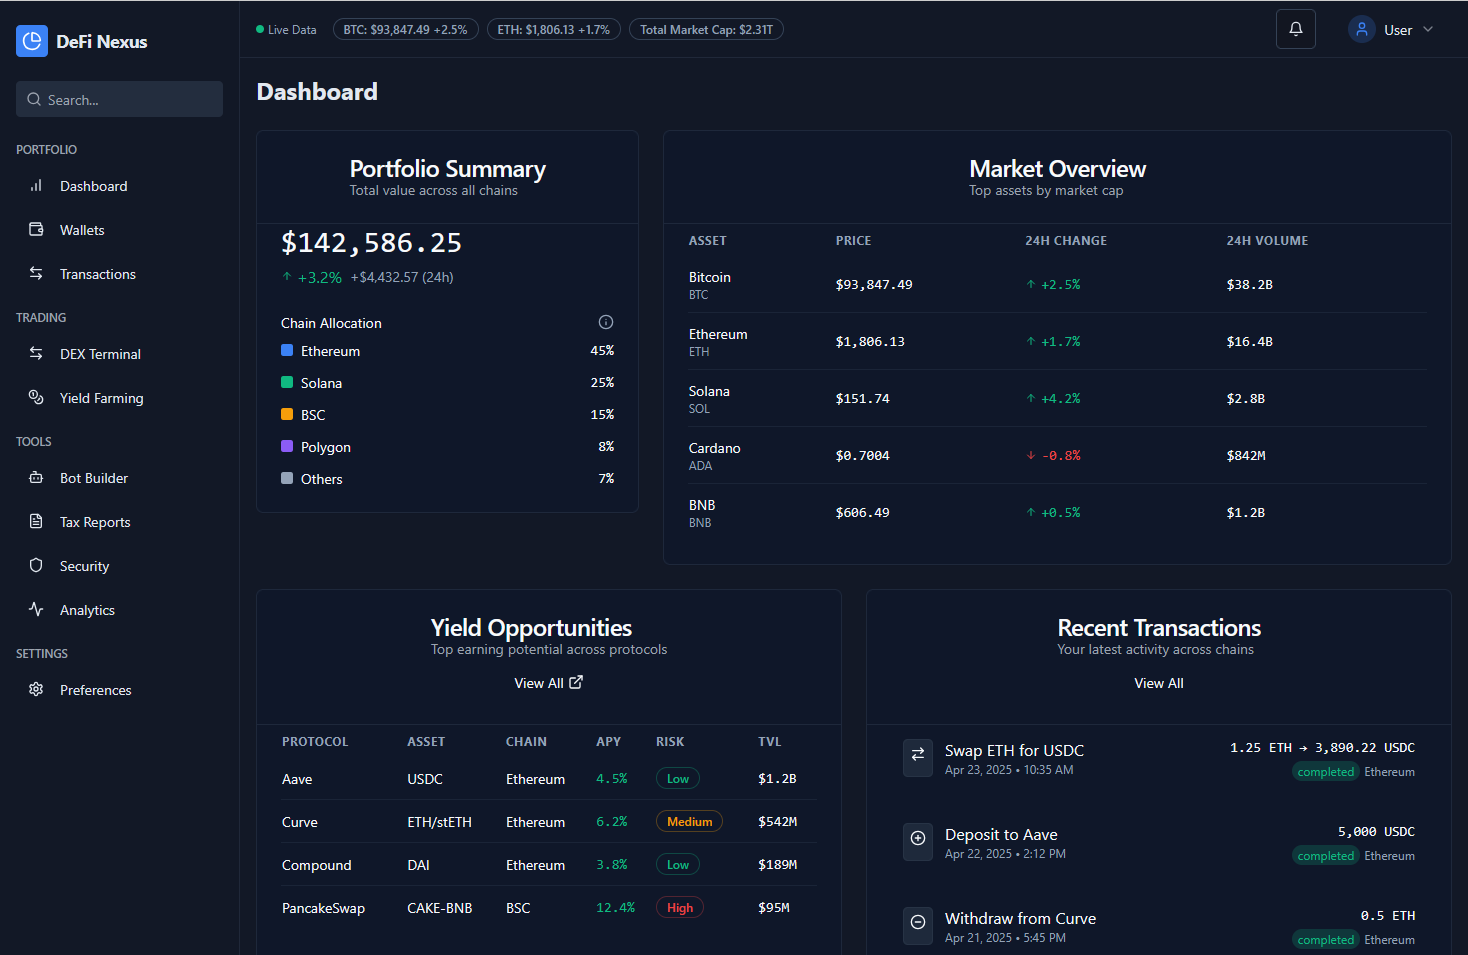 DeFi Nexus
Live Data
BTC: $93,847.49 +2.5%
ETH: $1,806.13 +1.7%
Total Market Cap: $2.31T
User
Search...
PORTFOLIO
Dashboard
Wallets
Transactions
TRADING
DEX Terminal
Yield Farming
TOOLS
Bot Builder
Tax Reports
Security
Analytics
SETTINGS
Preferences
Dashboard
Portfolio Summary
Total value across all chains
$142,586.25
↑ +3.2% +$4,432.57 (24h)
Chain Allocation
Ethereum 45%
Solana 25%
BSC 15%
Polygon 8%
Others 7%
Market Overview
Top assets by market cap
ASSET PRICE 24H CHANGE 24H VOLUME
Bitcoin
BTC
$93,847.49 ↑ +2.5% $38.2B
Ethereum
ETH
$1,806.13 ↑ +1.7% $16.4B
Solana
SOL
$151.74 ↑ +4.2% $2.8B
Cardano
ADA
$0.7004 ↓ -0.8% $842M
BNB
BNB
$606.49 ↑ +0.5% $1.2B
Yield Opportunities
Top earning potential across protocols
View All
PROTOCOL ASSET CHAIN APY RISK TVL
Aave USDC Ethereum 4.5% Low $1.2B
Curve ETH/stETH Ethereum 6.2% Medium $542M
Compound DAI Ethereum 3.8% Low $189M
PancakeSwap CAKE-BNB BSC 12.4% High $95M
Recent Transactions
Your latest activity across chains
View All
Swap ETH for USDC
Apr 23, 2025 • 10:35 AM
1.25 ETH → 3,890.22 USDC
completed Ethereum
Deposit to Aave
Apr 22, 2025 • 2:12 PM
5,000 USDC
completed Ethereum
Withdraw from Curve
Apr 21, 2025 • 5:45 PM
0.5 ETH
completed Ethereum